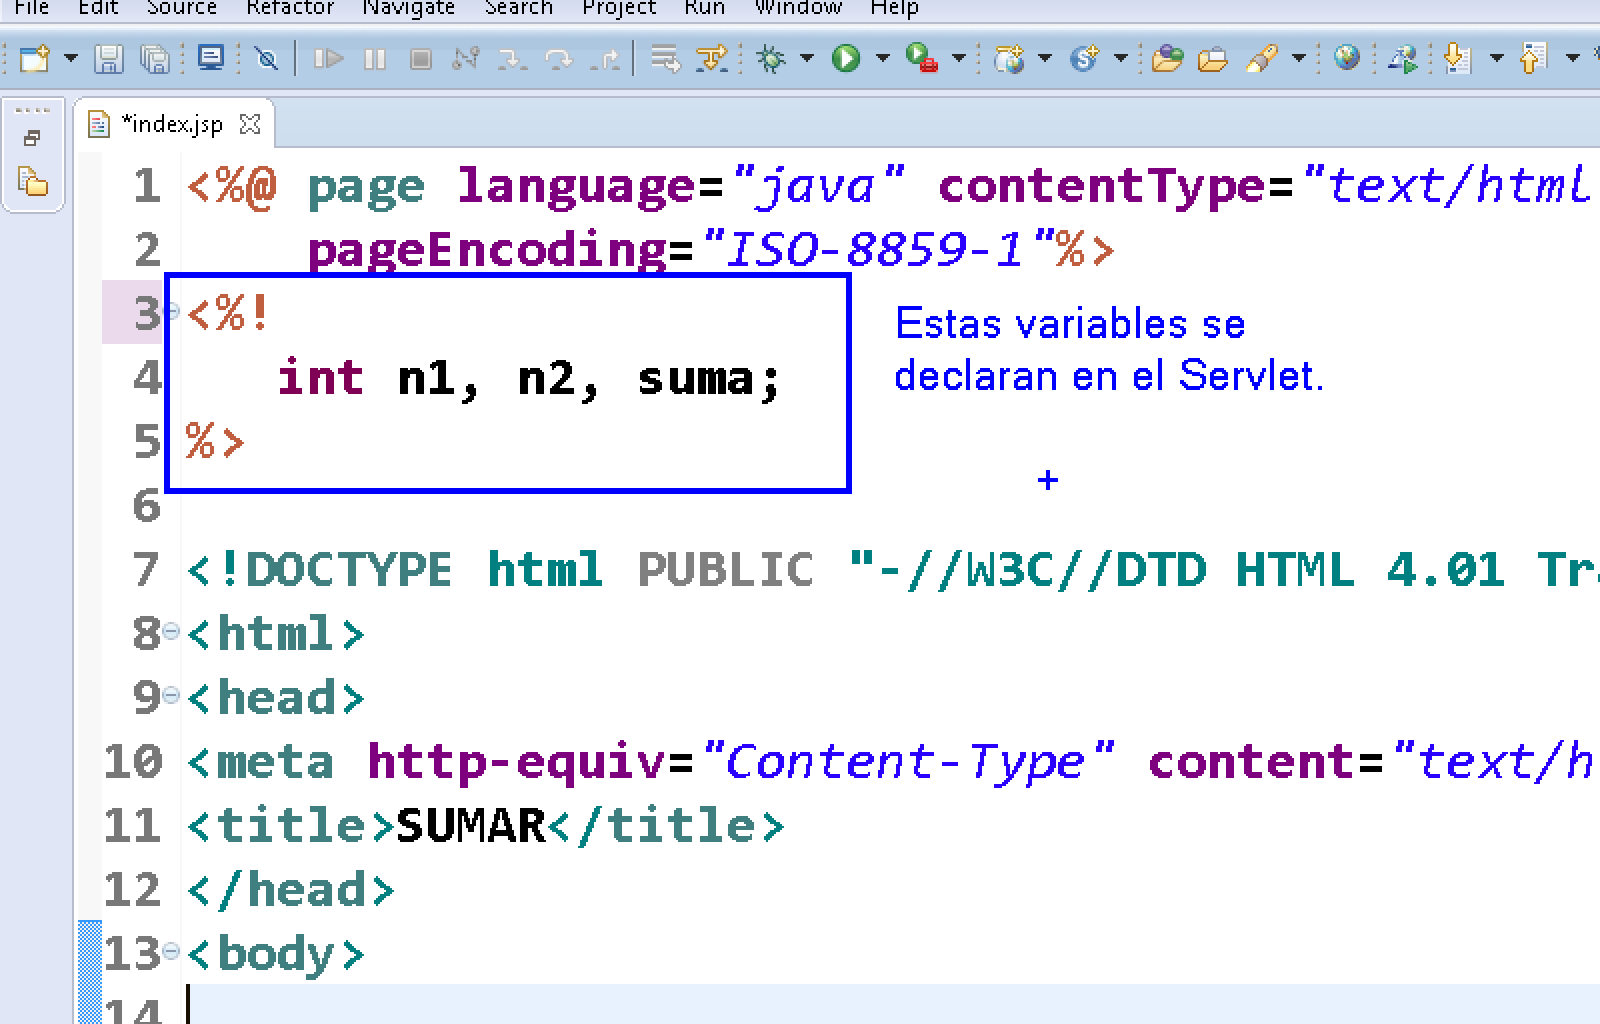 File Edit Source Refactor Navigate Search Project Run Window Help
*index.jsp
1 <%@ page language="java" contentType="text/html
2 pageEncoding="ISO-8859-1"%>
3 <%!
Estas variables se
4 int n1, n2, suma;
declaran en el Servlet.
5 %>
6
7 <!DOCTYPE html PUBLIC "-//W3C//DTD HTML 4.01
8 <html>
9 <head>
10 <meta http-equiv="Content-Type" content="text/h
11 <title>SUMAR</title>
12 </head>
13 <body>
14